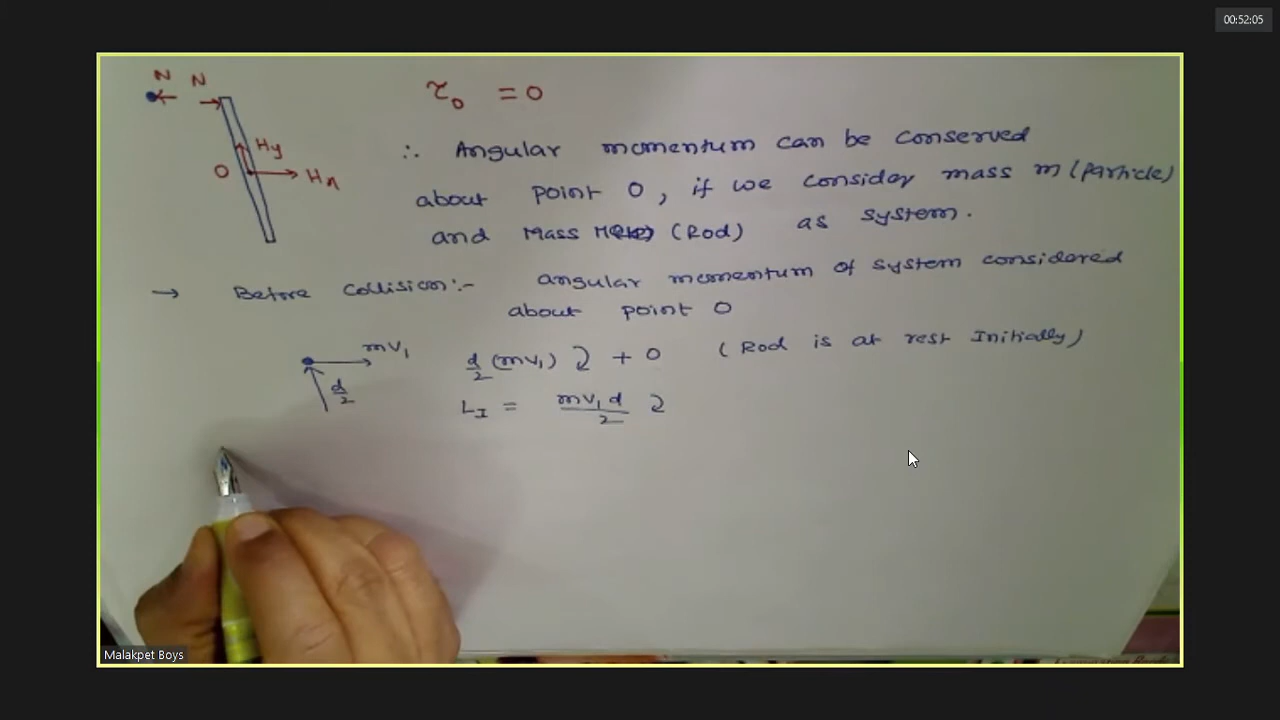 00:52:05
N N
τ₀ = 0
Hy
O Hx
∴ Angular momentum can be conserved
about point O, if we consider mass m (particle)
and Mass M (Rod) as system.
→ Before Collision:- angular momentum of system considered
about point O
mv₁
d/2
d/2 (mv₁) ⤸ + 0 (Rod is at rest Initially)
L_I = mv₁d/2 ⤸
Malakpet Boys